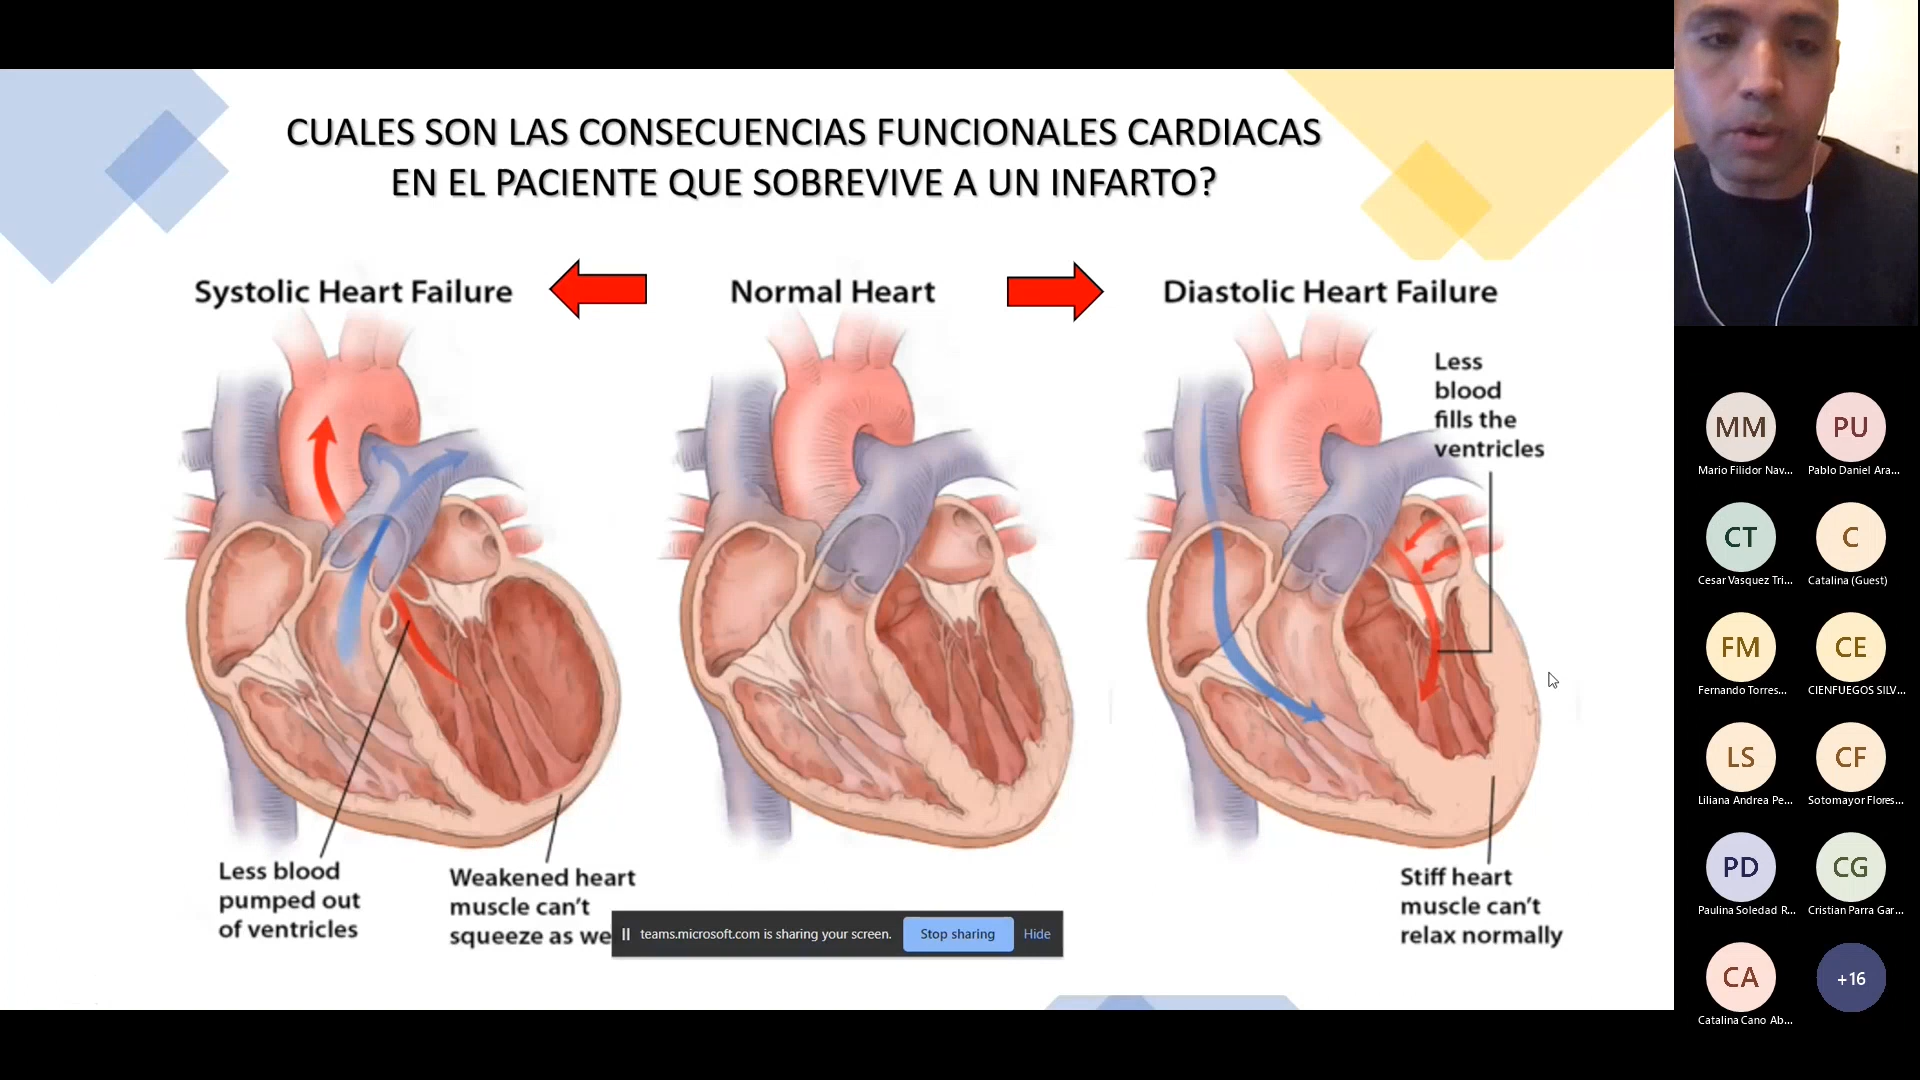 CUALES SON LAS CONSECUENCIAS FUNCIONALES CARDIACAS
EN EL PACIENTE QUE SOBREVIVE A UN INFARTO?
Systolic Heart Failure
Normal Heart
Diastolic Heart Failure
Less
blood
fills the
ventricles
Less blood
pumped out
of ventricles
Weakened heart
muscle can't
squeeze as we
Stiff heart
muscle can't
relax normally
teams.microsoft.com is sharing your screen.
Stop sharing
Hide
MM
Mario Filidor Nav...
PU
Pablo Daniel Ara...
CT
Cesar Vasquez Tri...
C
Catalina (Guest)
FM
Fernando Torres...
CE
CIENFUEGOS SILV...
LS
Liliana Andrea Pe...
CF
Sotomayor Flores...
PD
Paulina Soledad R...
CG
Cristian Parra Gar...
CA
Catalina Cano Ab...
+16